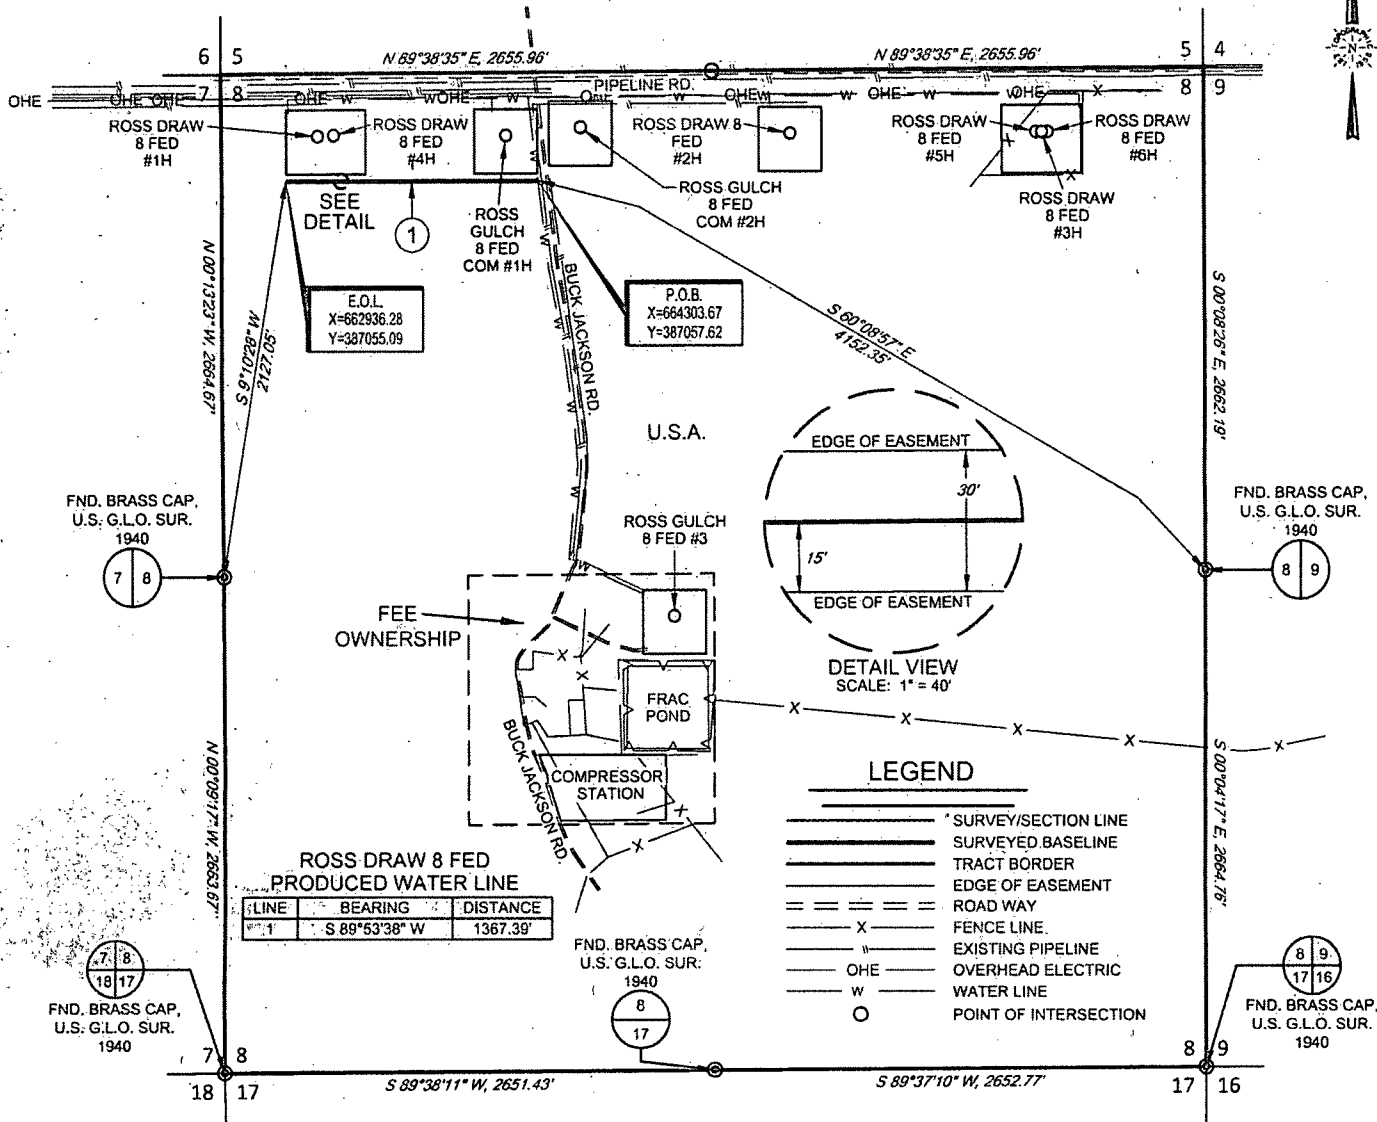 6 5
N 89°38'35" E, 2655.96'
N 89°38'35" E, 2655.96'
5 4
N
7 8
PIPELINE RD.
8 9
OHE OHE OHE OHE W WOHE W OHE W OHE W W OHE W OHE X
ROSS DRAW
8 FED
#1H
ROSS DRAW
8 FED
#4H
ROSS DRAW 8
FED
#2H
ROSS DRAW
8 FED
#5H
ROSS DRAW
8 FED
#6H
SEE
DETAIL
1
ROSS
GULCH
8 FED
COM #1H
ROSS GULCH
8 FED
COM #2H
ROSS DRAW
8 FED
#3H
N 00°13'23" W, 2664.67'
S 9°10'28" W
2127.05'
E.O.L.
X=662936.28
Y=387055.09
BUCK JACKSON RD.
P.O.B.
X=664303.67
Y=387057.62
S 60°08'57" E
4152.35'
S 00°08'26" E, 2662.19'
U.S.A.
EDGE OF EASEMENT
30'
15'
EDGE OF EASEMENT
DETAIL VIEW
SCALE: 1" = 40'
FND. BRASS CAP,
U.S. G.L.O. SUR.
1940
7 8
ROSS GULCH
8 FED #3
FND. BRASS CAP,
U.S. G.L.O. SUR.
1940
8 9
FEE
OWNERSHIP
FRAC
POND
COMPRESSOR
STATION
BUCK JACKSON RD.
N 00°09'17" W, 2663.67'
S 00°04'17" E, 2664.76'
LEGEND
SURVEY/SECTION LINE
SURVEYED BASELINE
TRACT BORDER
EDGE OF EASEMENT
ROAD WAY
X FENCE LINE
EXISTING PIPELINE
OHE OVERHEAD ELECTRIC
W WATER LINE
POINT OF INTERSECTION
ROSS DRAW 8 FED
PRODUCED WATER LINE
LINE BEARING DISTANCE
1 S 89°53'38" W 1367.39'
7 8
18 17
FND. BRASS CAP,
U.S. G.L.O. SUR.
1940
FND. BRASS CAP,
U.S. G.L.O. SUR.
1940
8
17
8 9
17 16
FND. BRASS CAP,
U.S. G.L.O. SUR.
1940
7 8
18 17
S 89°38'11" W, 2651.43'
S 89°37'10" W, 2652.77'
8 9
17 16